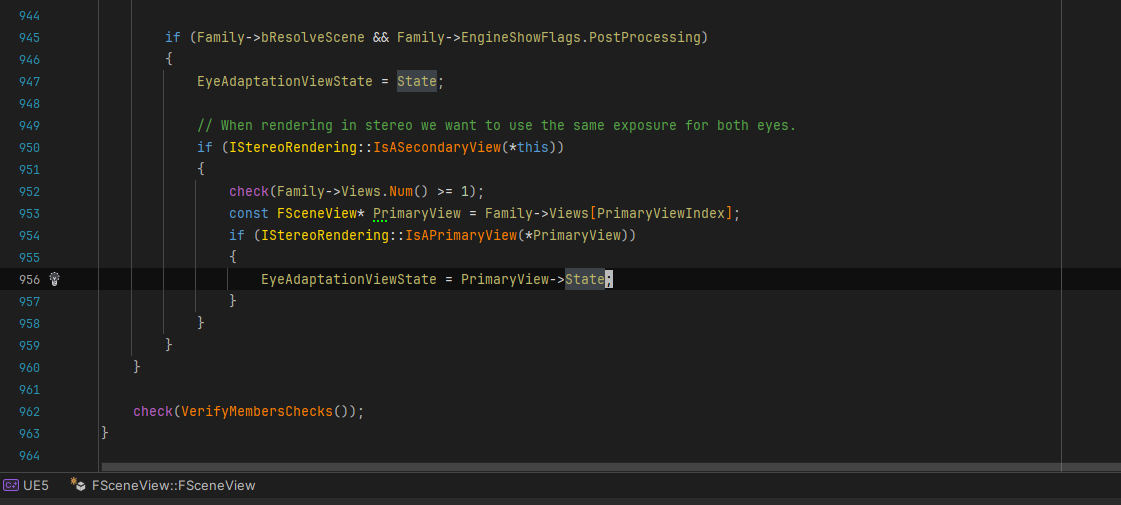 944
945 if (Family->bResolveScene && Family->EngineShowFlags.PostProcessing)
946 {
947 EyeAdaptationViewState = State;
948
949 // When rendering in stereo we want to use the same exposure for both eyes.
950 if (IStereoRendering::IsASecondaryView(*this))
951 {
952 check(Family->Views.Num() >= 1);
953 const FSceneView* PrimaryView = Family->Views[PrimaryViewIndex];
954 if (IStereoRendering::IsAPrimaryView(*PrimaryView))
955 {
956 EyeAdaptationViewState = PrimaryView->State;
957 }
958 }
959 }
960 }
961
962 check(VerifyMembersChecks());
963 }
964
UE5 FSceneView::FSceneView